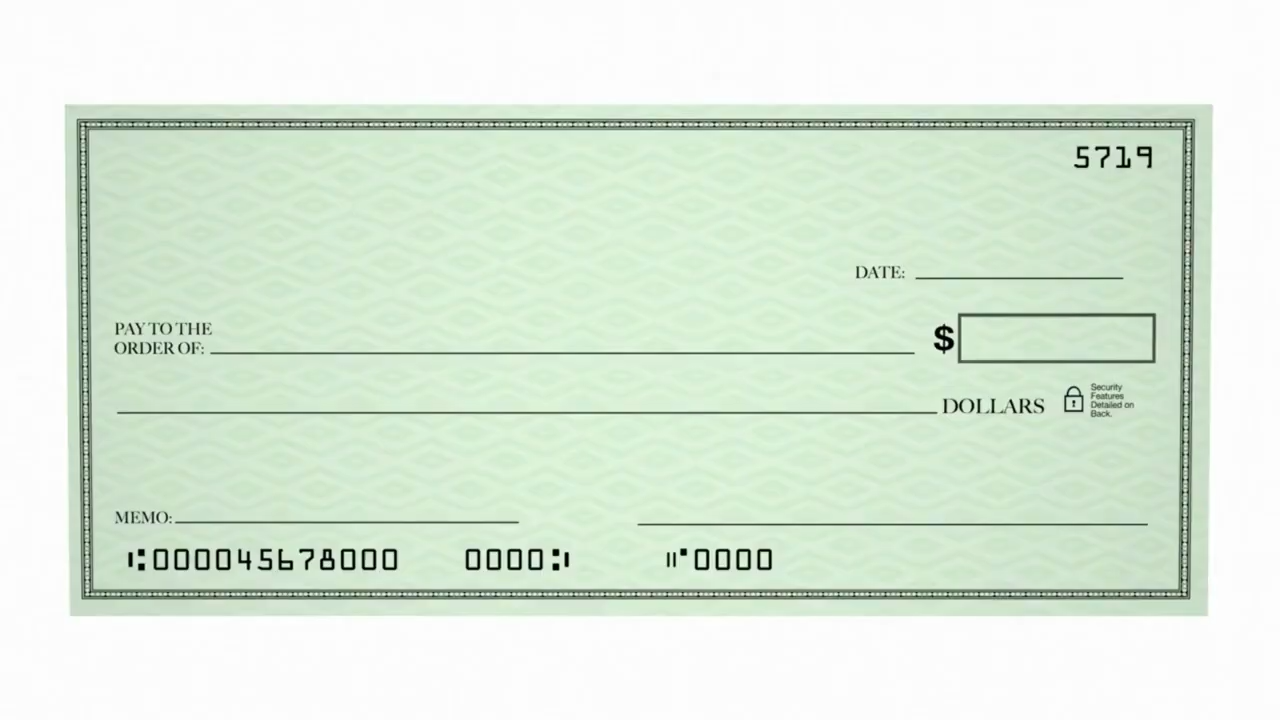 5719
DATE:
PAY TO THE
ORDER OF:
$
DOLLARS
Security
Features
Detailed on
Back.
MEMO:
⑆000045678000 0000⑆ ⑈0000